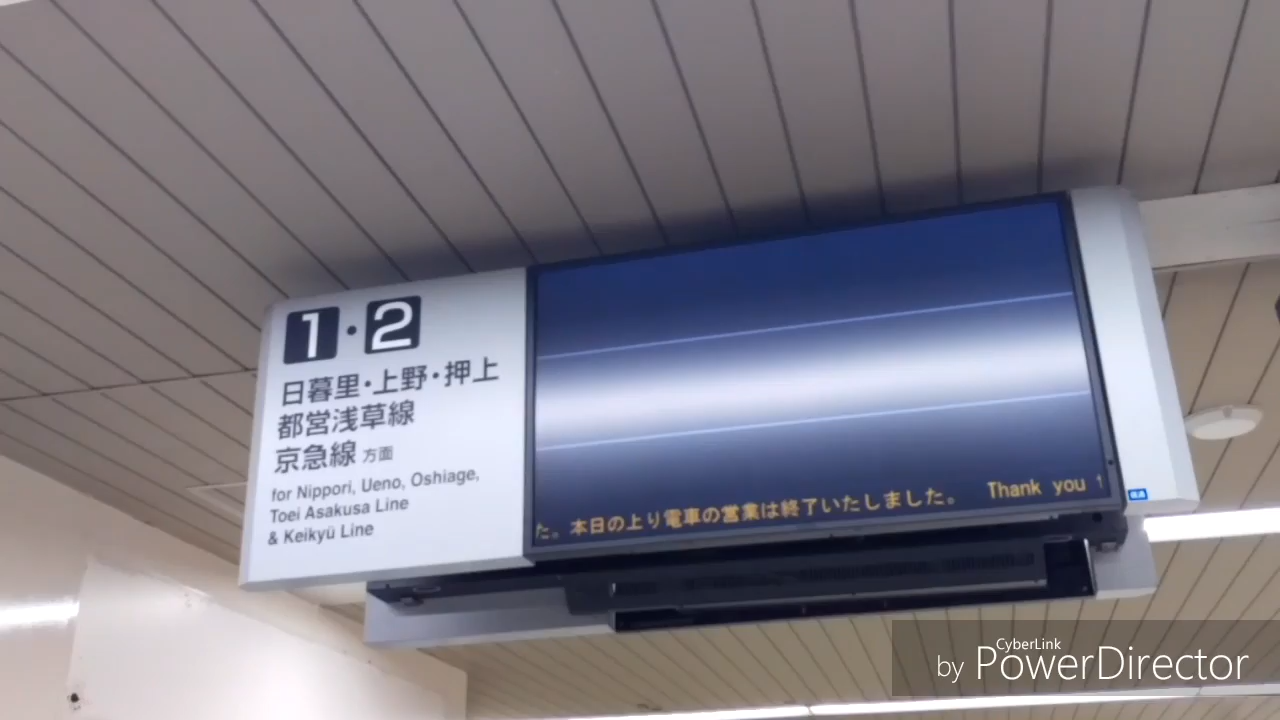 1・2
日暮里・上野・押上
都営浅草線
京急線 方面
for Nippori, Ueno, Oshiage,
Toei Asakusa Line
& Keikyū Line
た。本日の上り電車の営業は終了いたしました。 Thank you
CyberLink
by PowerDirector